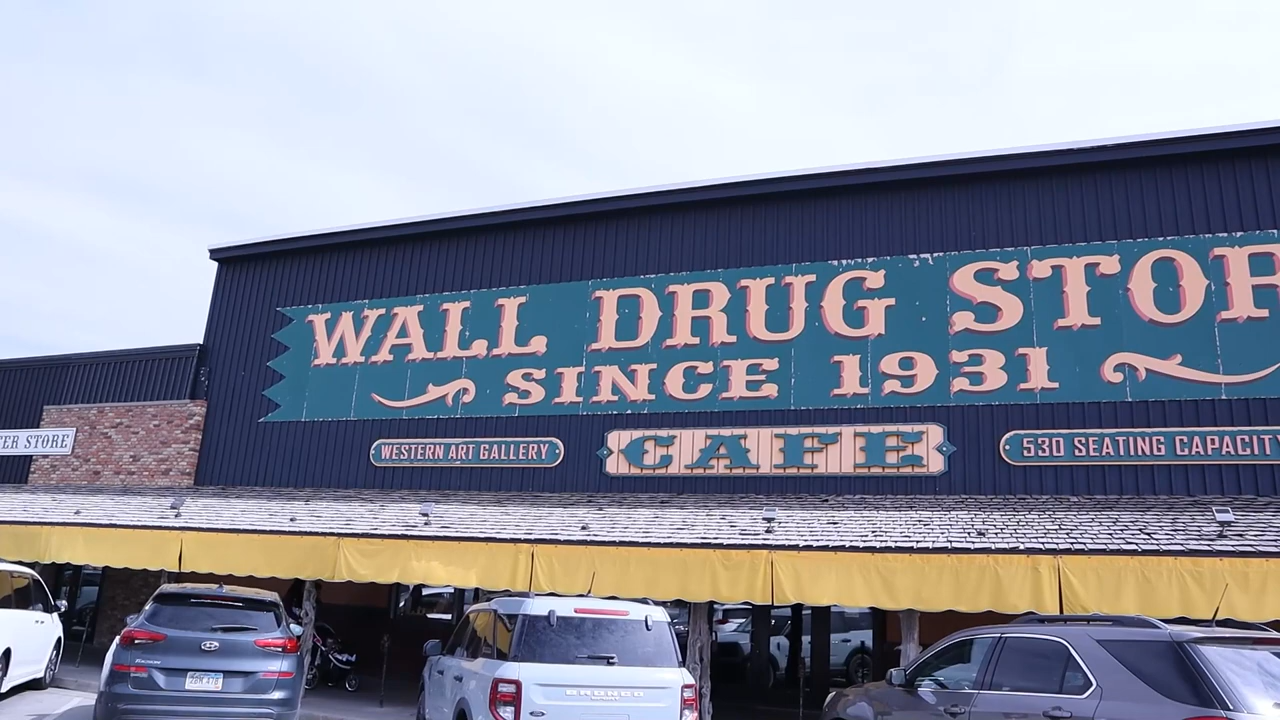 WALL DRUG STOR
SINCE 1931
TER STORE
WESTERN ART GALLERY
CAFE
530 SEATING CAPACITY
BRONCO